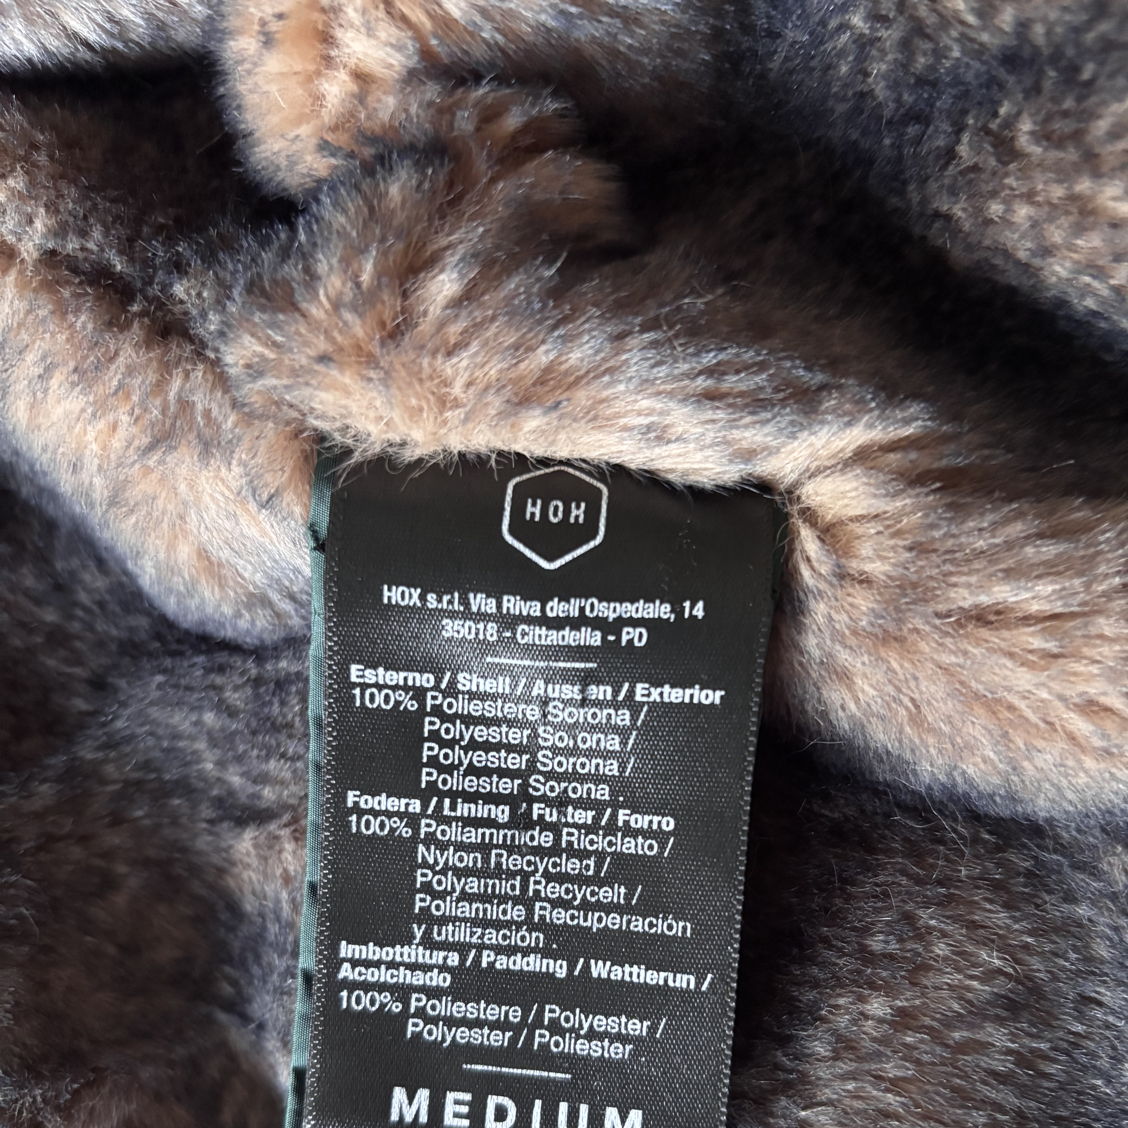 HOX
HOX s.r.l. Via Riva dell'Ospedale, 14
35018 - Cittadella - PD
Esterno / Shell / Aussen / Exterior
100% Poliestere Sorona /
Polyester Sorona /
Polyester Sorona /
Poliester Sorona .
Fodera / Lining / Futter / Forro
100% Poliammide Riciclato /
Nylon Recycled /
Polyamid Recycelt /
Poliamide Recuperación
y utilización .
Imbottitura / Padding / Wattierun /
Acolchado
100% Poliestere / Polyester /
Polyester / Poliester .
MEDIUM